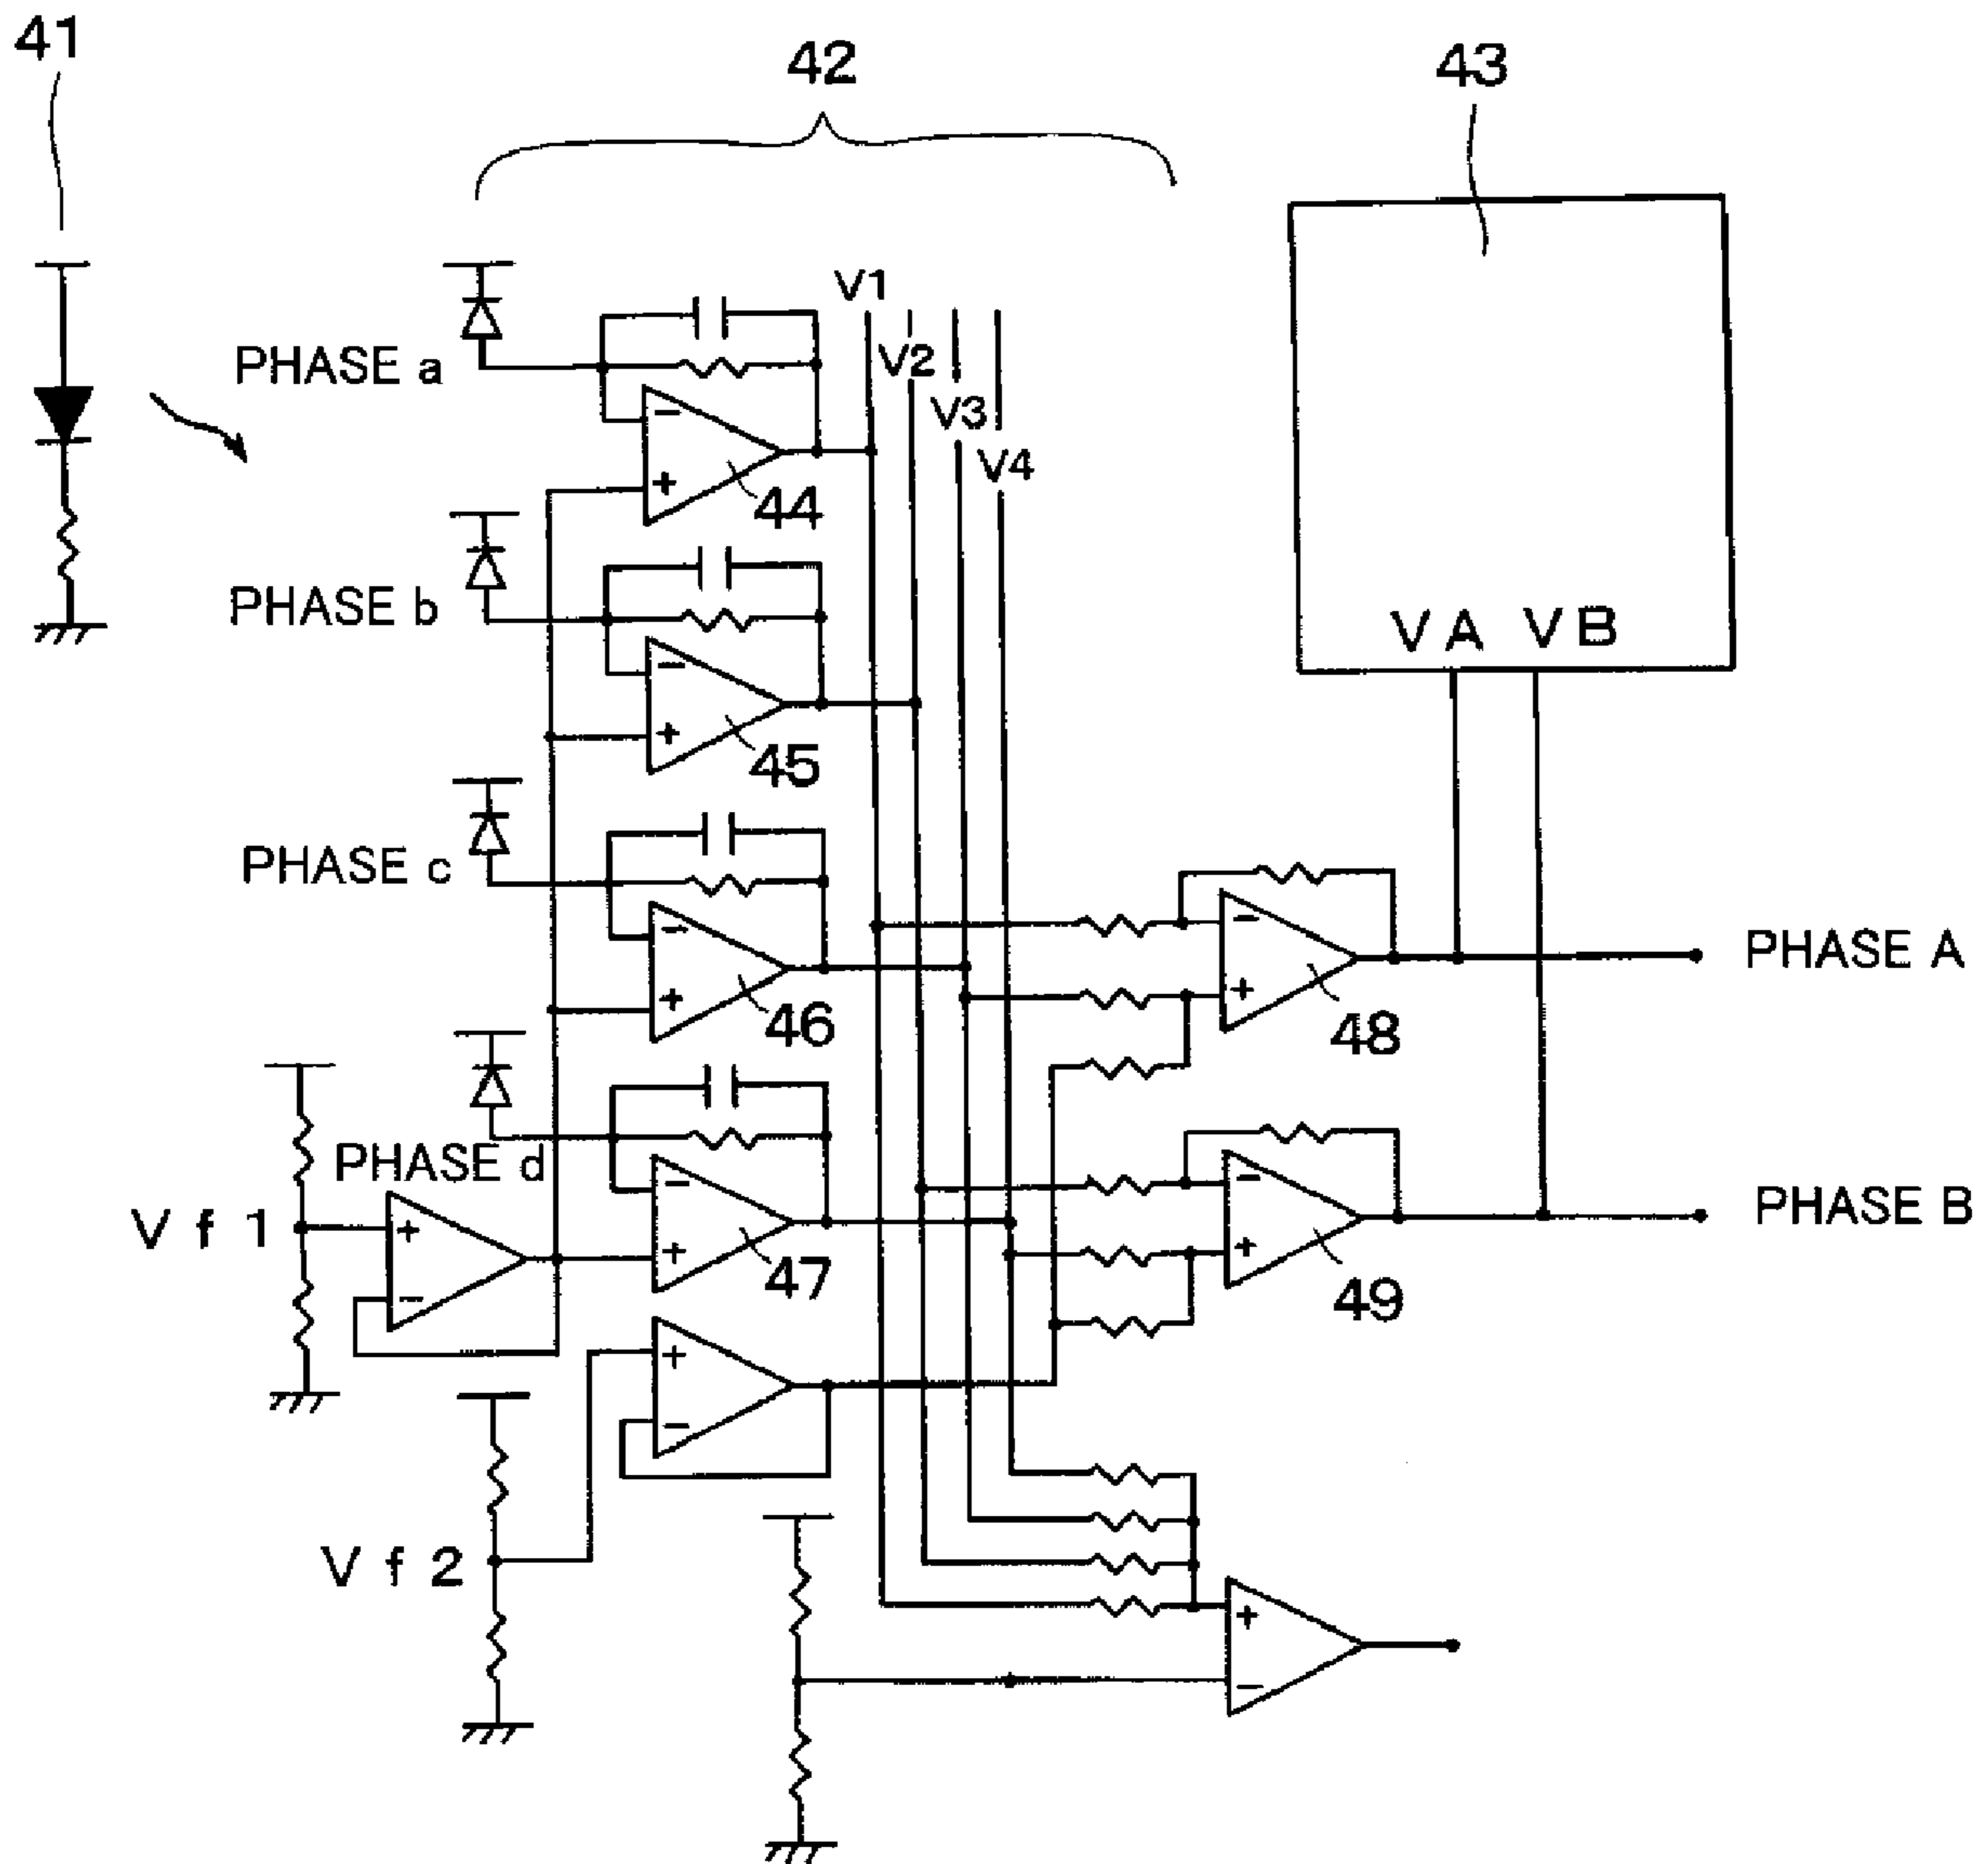 41
42
43
V1
PHASE a
V2
V3
V4
44
PHASE b
VA VB
45
PHASE c
PHASE A
46
48
PHASE d
PHASE B
Vf1
47
49
Vf2